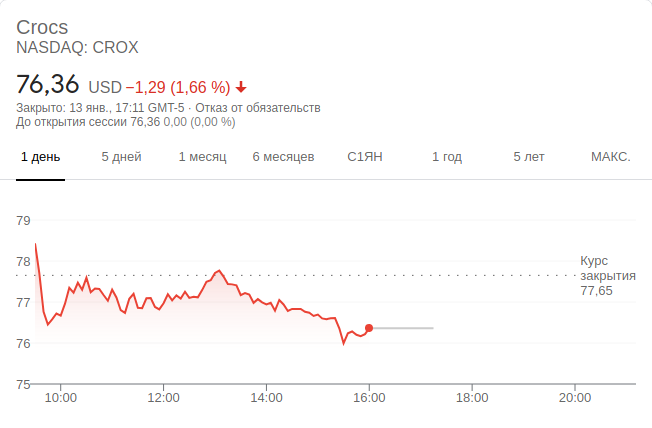 Crocs
NASDAQ: CROX
76,36 USD −1,29 (1,66 %)
Закрыто: 13 янв., 17:11 GMT-5 · Отказ от обязательств
До открытия сессии 76,36 0,00 (0,00 %)
1 день 5 дней 1 месяц 6 месяцев С1ЯН 1 год 5 лет МАКС.
79
78
77
76
75
Курс
закрытия
77,65
10:00 12:00 14:00 16:00 18:00 20:00